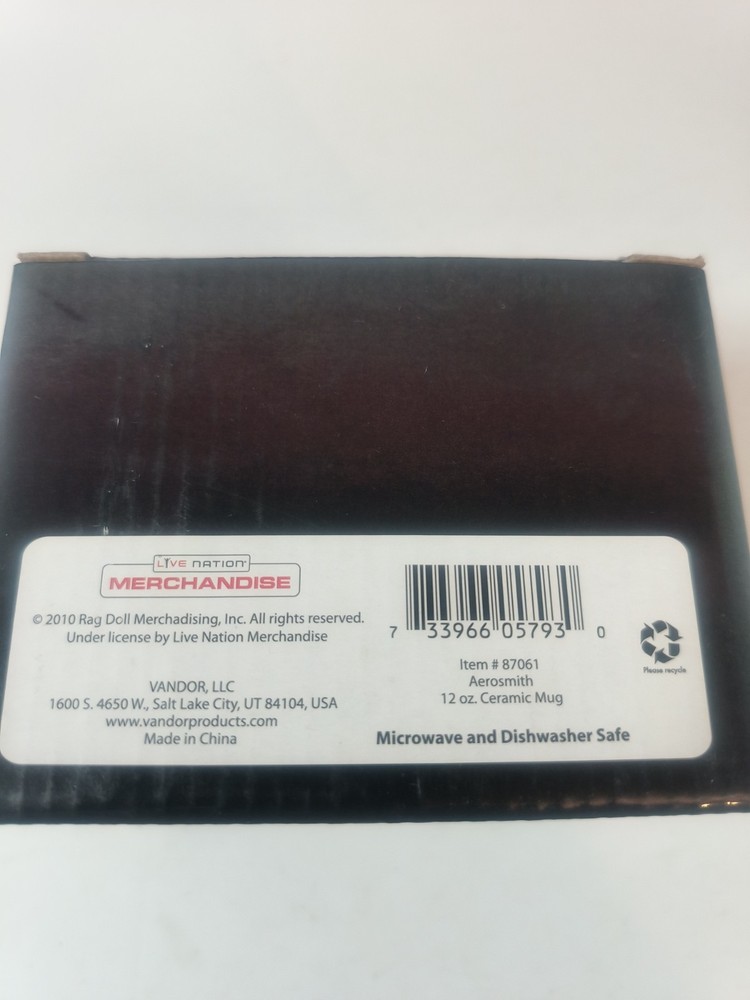 LIVE NATION
MERCHANDISE
© 2010 Rag Doll Merchadising, Inc. All rights reserved.
Under license by Live Nation Merchandise
VANDOR, LLC
1600 S. 4650 W., Salt Lake City, UT 84104, USA
www.vandorproducts.com
Made in China
7 33966 05793 0
Item # 87061
Aerosmith
12 oz. Ceramic Mug
Microwave and Dishwasher Safe
Please recycle